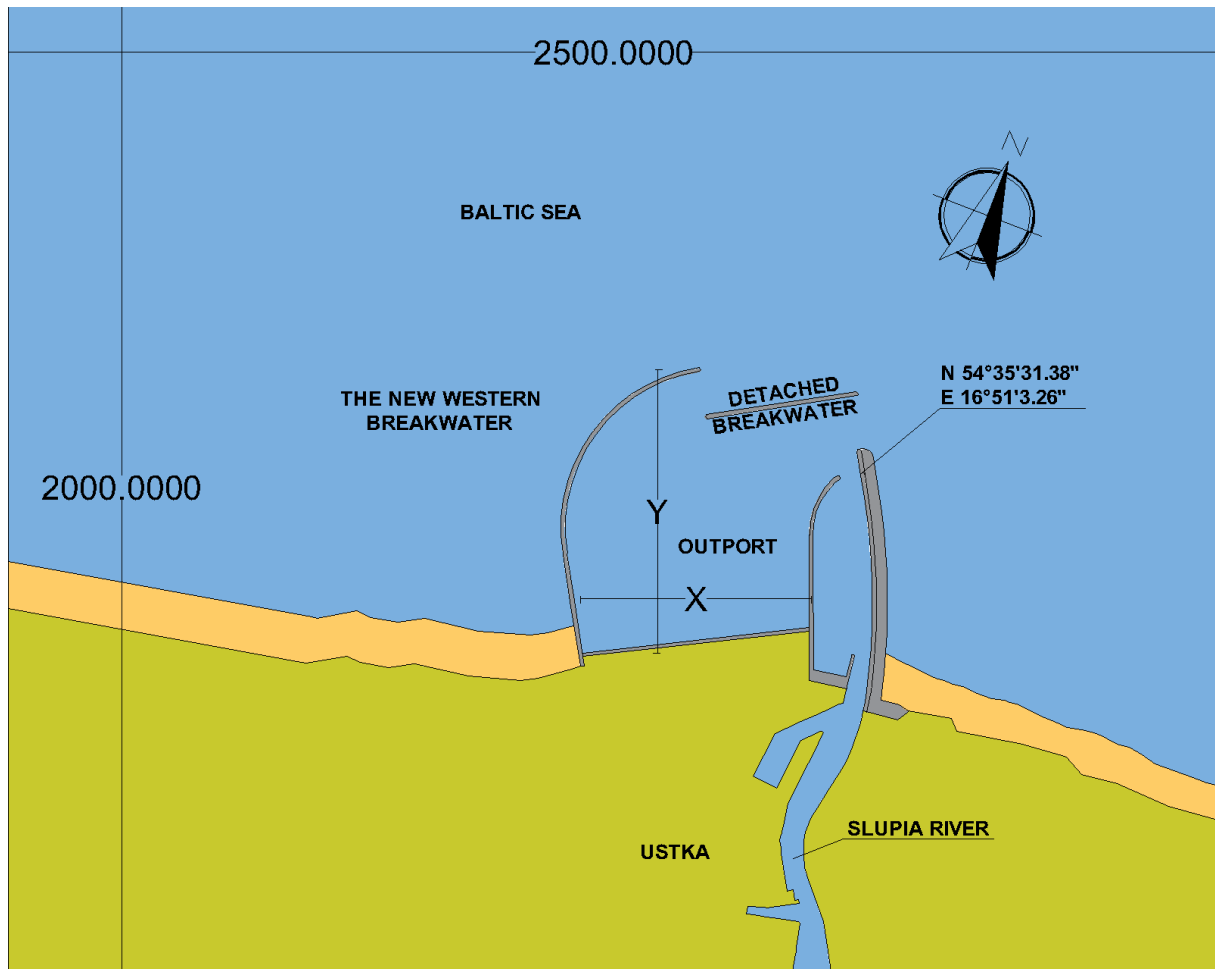 2500.0000
N
BALTIC SEA
THE NEW WESTERN
BREAKWATER
DETACHED
BREAKWATER
N 54°35'31.38"
E 16°51'3.26"
2000.0000
Y
OUTPORT
X
SLUPIA RIVER
USTKA